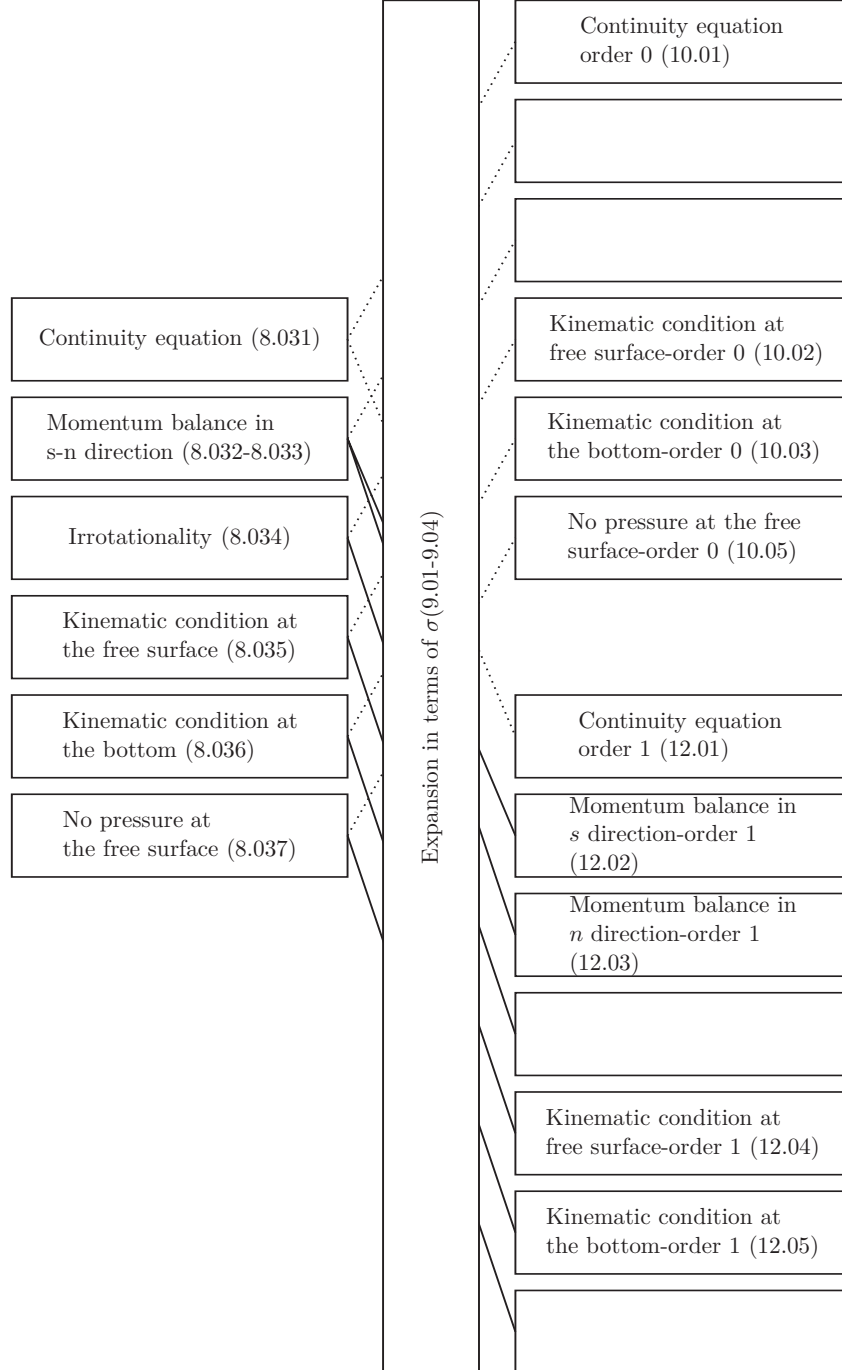 Continuity equation (8.031)
Momentum balance in
s-n direction (8.032-8.033)
Irrotationality (8.034)
Kinematic condition at
the free surface (8.035)
Kinematic condition at
the bottom (8.036)
No pressure at
the free surface (8.037)
Expansion in terms of σ(9.01-9.04)
Continuity equation
order 0 (10.01)
Kinematic condition at
free surface-order 0 (10.02)
Kinematic condition at
the bottom-order 0 (10.03)
No pressure at the free
surface-order 0 (10.05)
Continuity equation
order 1 (12.01)
Momentum balance in
s direction-order 1
(12.02)
Momentum balance in
n direction-order 1
(12.03)
Kinematic condition at
free surface-order 1 (12.04)
Kinematic condition at
the bottom-order 1 (12.05)